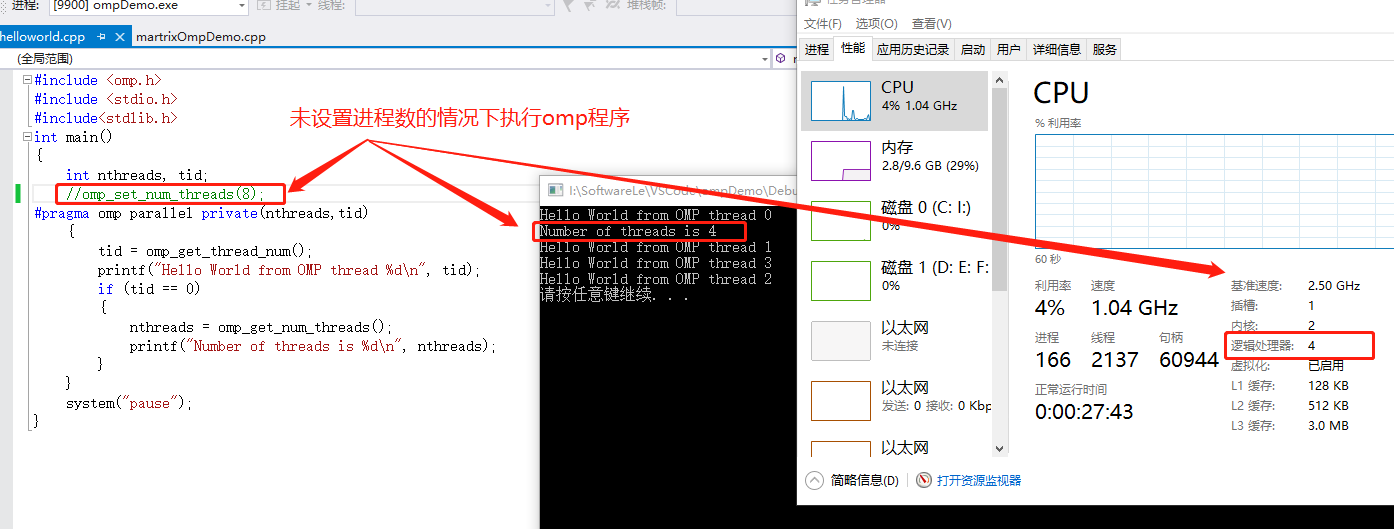 进程: [9900] ompDemo.exe 挂起 线程: 堆栈帧:
helloworld.cpp martrixOmpDemo.cpp
(全局范围)
#include <omp.h>
#include <stdio.h>
#include<stdlib.h>
int main()
{
int nthreads, tid;
//omp_set_num_threads(8);
#pragma omp parallel private(nthreads,tid)
{
tid = omp_get_thread_num();
printf("Hello World from OMP thread %d\n", tid);
if (tid == 0)
{
nthreads = omp_get_num_threads();
printf("Number of threads is %d\n", nthreads);
}
}
system("pause");
}
未设置进程数的情况下执行omp程序
I:\SoftwareLe\VSCode\ompDemo\Debu
Hello World from OMP thread 0
Number of threads is 4
Hello World from OMP thread 1
Hello World from OMP thread 3
Hello World from OMP thread 2
请按任意键继续. . .
任务管理器
文件(F) 选项(O) 查看(V)
进程 性能 应用历史记录 启动 用户 详细信息 服务
CPU
4% 1.04 GHz
内存
2.8/9.6 GB (29%)
磁盘 0 (C: I:)
0%
磁盘 1 (D: E: F:
0%
以太网
未连接
以太网
发送: 0 接收: 0 Kbp
以太网
CPU
% 利用率
60 秒
利用率 速度
4% 1.04 GHz
进程 线程 句柄
166 2137 60944
正常运行时间
0:00:27:43
基准速度: 2.50 GHz
插槽: 1
内核: 2
逻辑处理器: 4
虚拟化: 已启用
L1 缓存: 128 KB
L2 缓存: 512 KB
L3 缓存: 3.0 MB
简略信息(D) 打开资源监视器